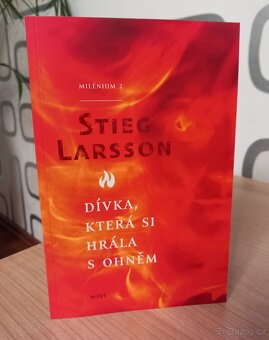 MILÉNIUM 2
STIEG
LARSSON
DÍVKA,
KTERÁ SI
HRÁLA
S OHNĚM
HOST